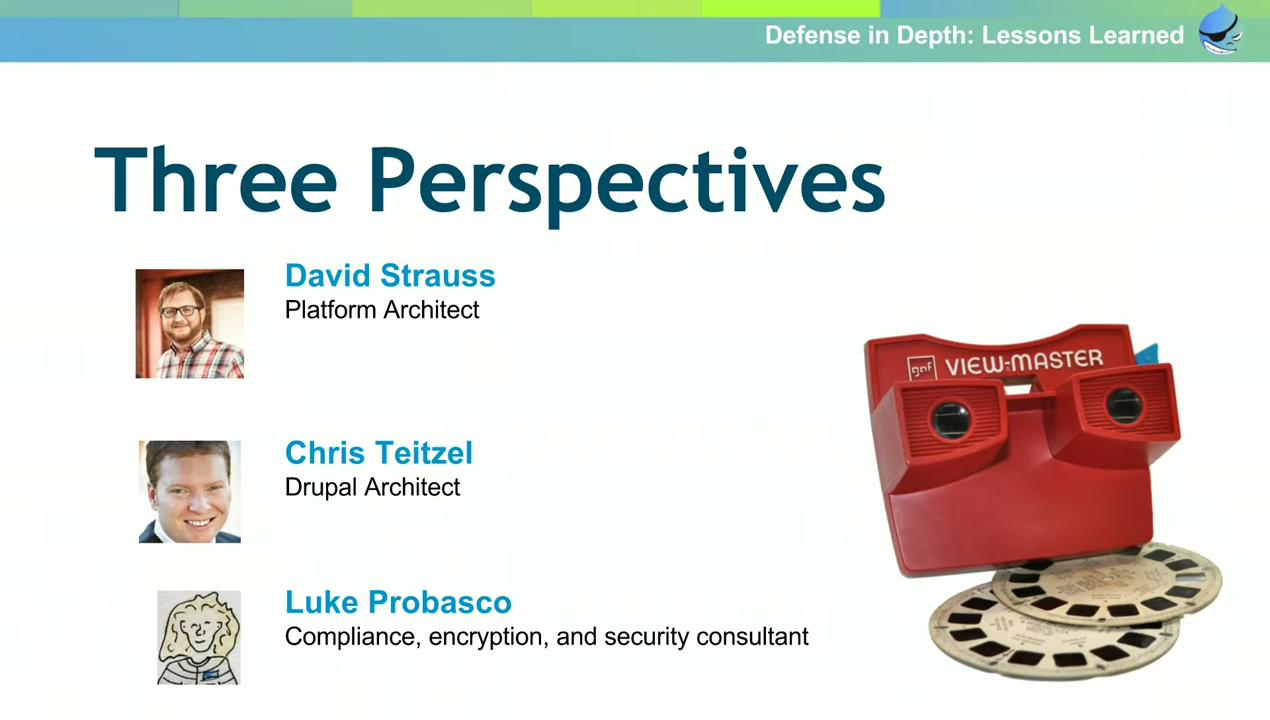 Defense in Depth: Lessons Learned
Three Perspectives
David Strauss
Platform Architect
gaf VIEW-MASTER
Chris Teitzel
Drupal Architect
Luke Probasco
Compliance, encryption, and security consultant